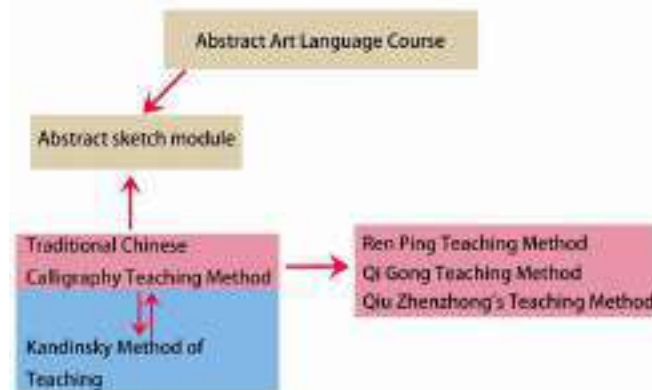 Abstract Art Language Course
Abstract sketch module
Traditional Chinese
Calligraphy Teaching Method
Kandinsky Method of
Teaching
Ren Ping Teaching Method
Qi Gong Teaching Method
Qiu Zhenzhong's Teaching Method